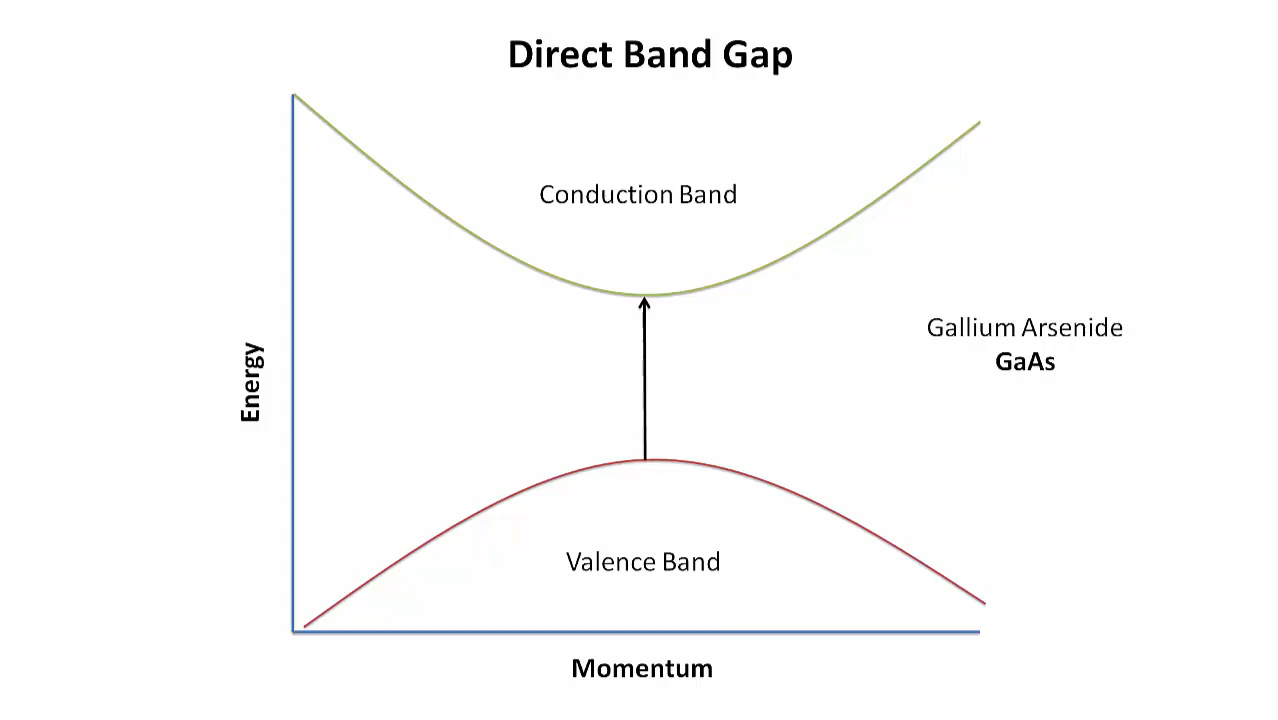 Direct Band Gap
Conduction Band
Gallium Arsenide
GaAs
Energy
Valence Band
Momentum